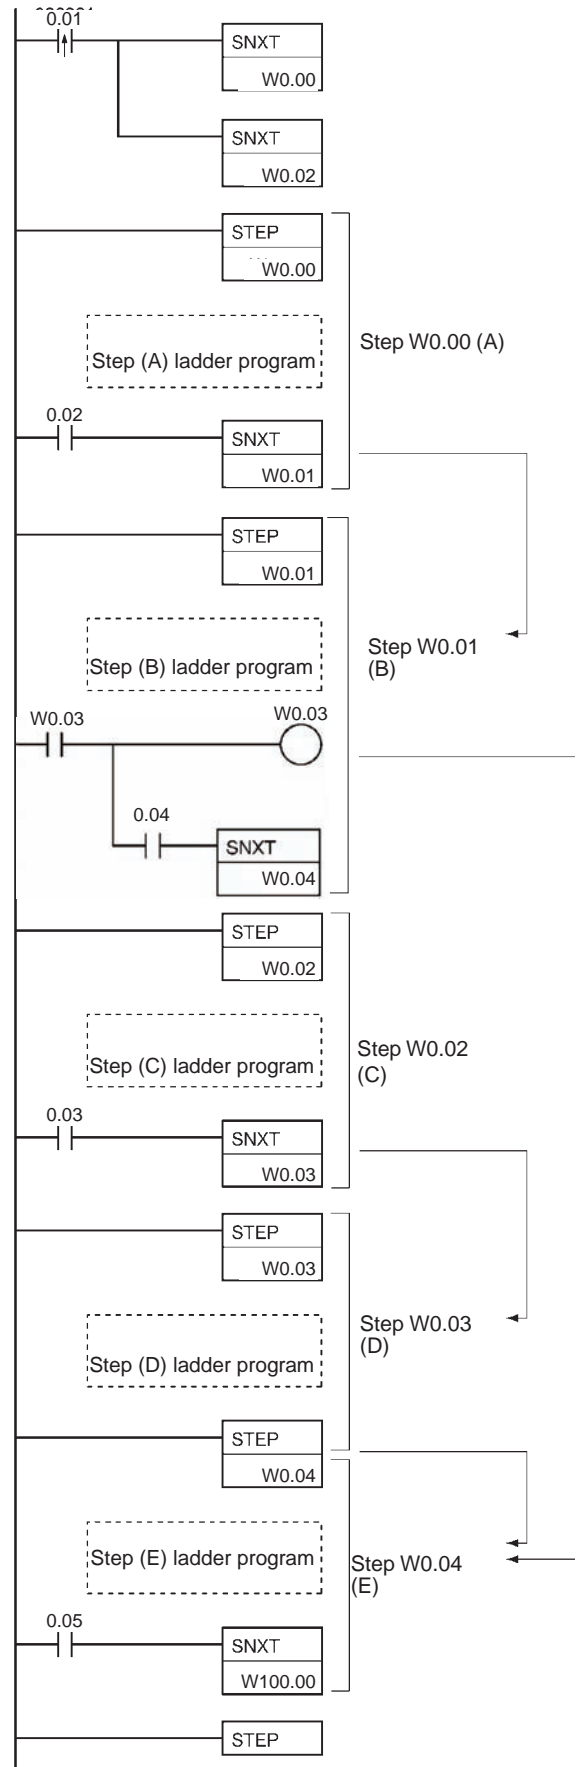 0.01
SNXT
W0.00
SNXT
W0.02
STEP
W0.00
Step W0.00 (A)
Step (A) ladder program
0.02
SNXT
W0.01
STEP
W0.01
Step W0.01
(B)
Step (B) ladder program
W0.03
W0.03
0.04
SNXT
W0.04
STEP
W0.02
Step W0.02
(C)
Step (C) ladder program
0.03
SNXT
W0.03
STEP
W0.03
Step W0.03
(D)
Step (D) ladder program
STEP
W0.04
Step (E) ladder program
Step W0.04
(E)
0.05
SNXT
W100.00
STEP